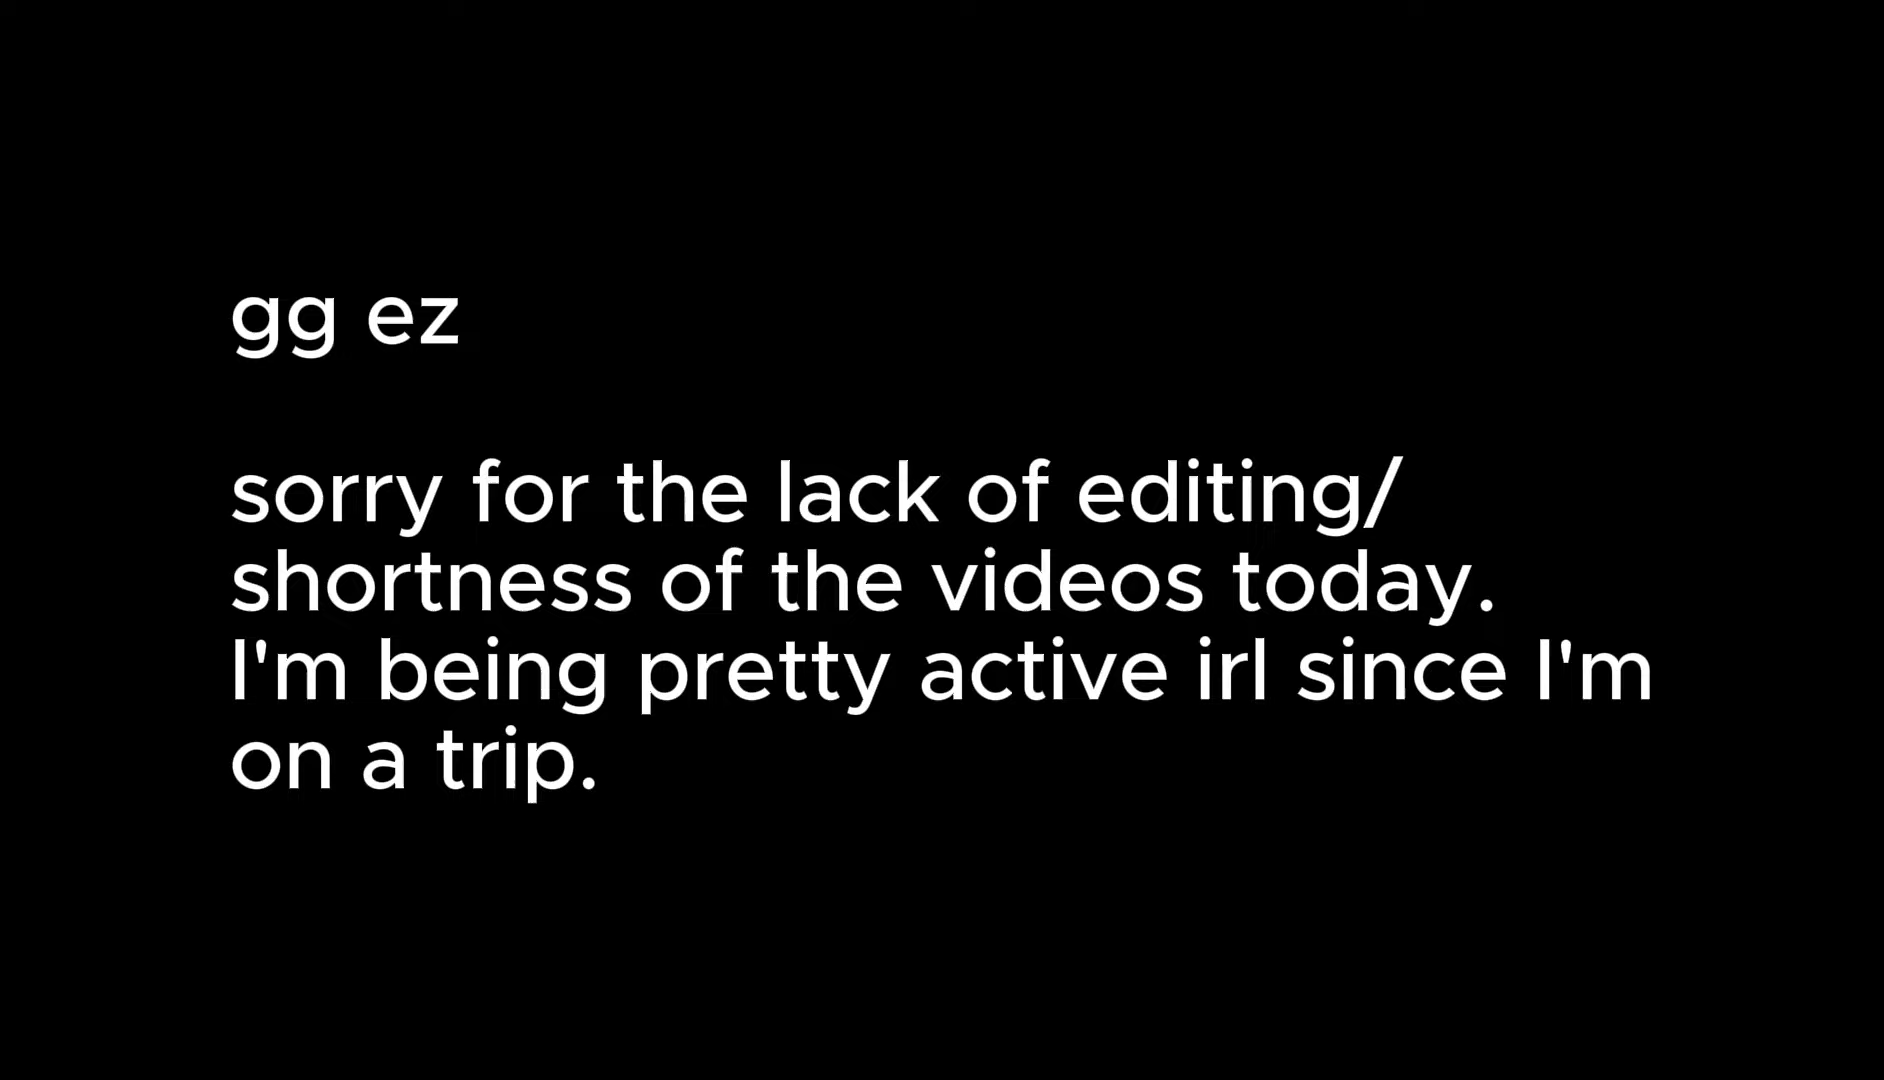 gg ez
sorry for the lack of editing/
shortness of the videos today.
I'm being pretty active irl since I'm
on a trip.